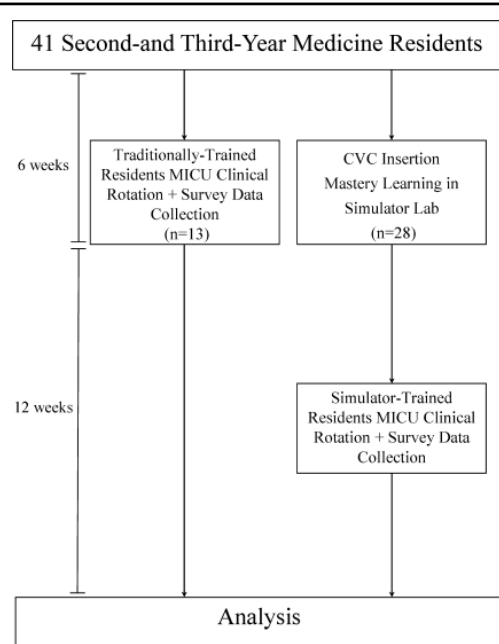 41 Second-and Third-Year Medicine Residents
6 weeks
Traditionally-Trained
Residents MICU Clinical
Rotation + Survey Data
Collection
(n=13)
CVC Insertion
Mastery Learning in
Simulator Lab
(n=28)
12 weeks
Simulator-Trained
Residents MICU Clinical
Rotation + Survey Data
Collection
Analysis